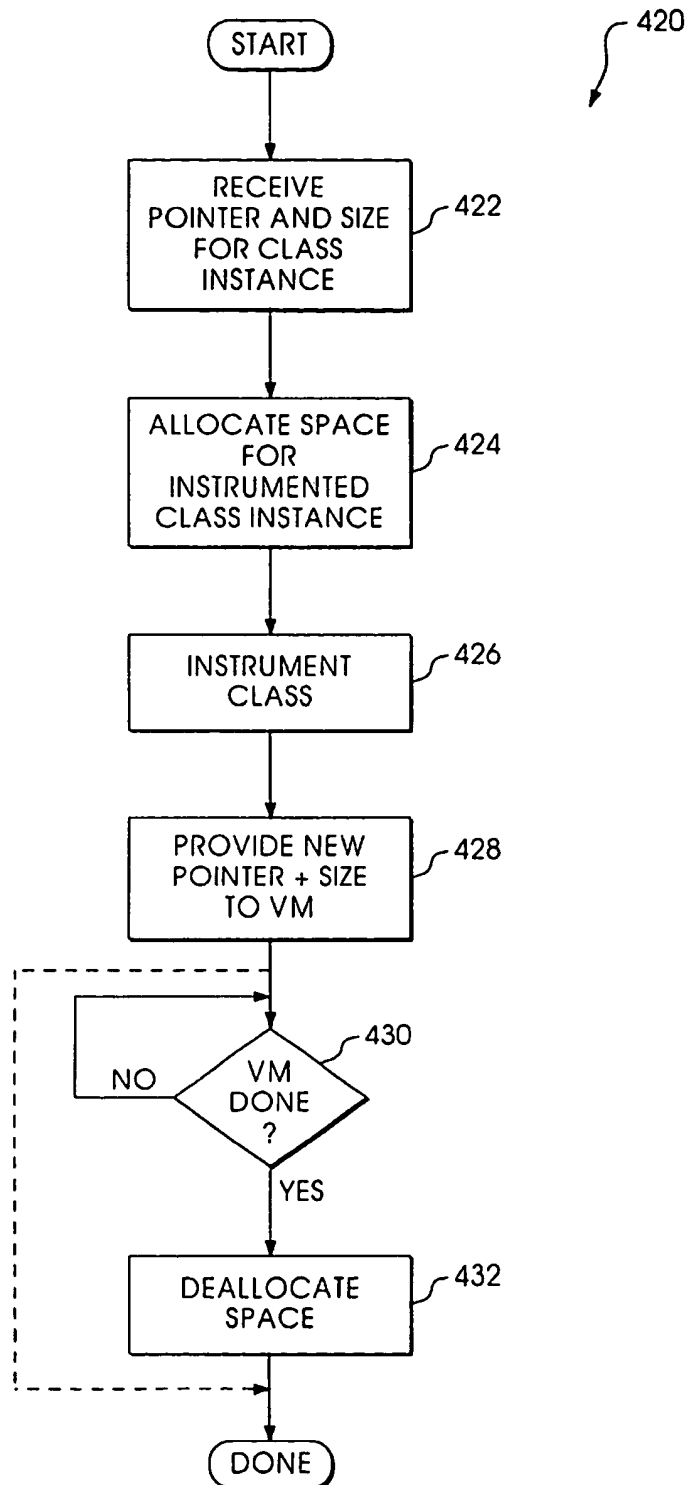 420
START
RECEIVE
POINTER AND SIZE
FOR CLASS
INSTANCE
422
ALLOCATE SPACE
FOR
INSTRUMENTED
CLASS INSTANCE
424
INSTRUMENT
CLASS
426
PROVIDE NEW
POINTER + SIZE
TO VM
428
430
VM
DONE
?
NO
YES
DEALLOCATE
SPACE
432
DONE